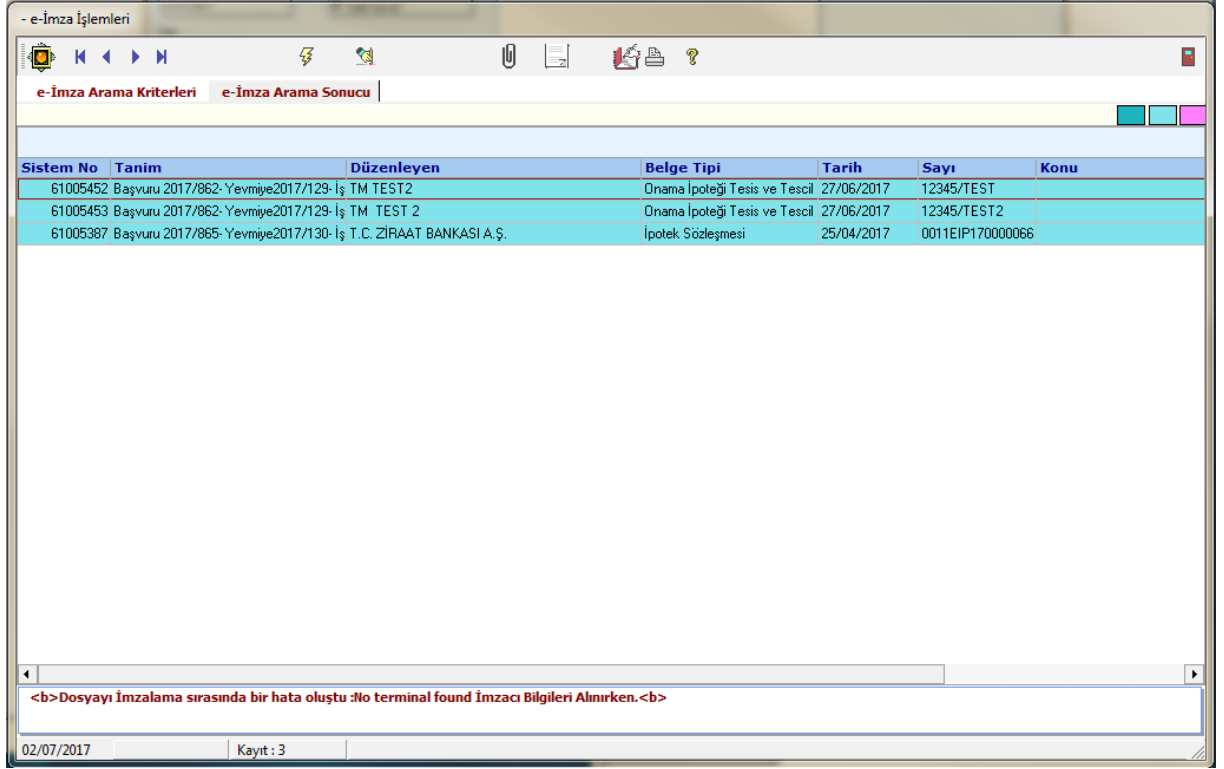 - e-İmza İşlemleri
e-İmza Arama Kriterleri e-İmza Arama Sonucu
Sistem No Tanim Düzenleyen Belge Tipi Tarih Sayı Konu
61005452 Başvuru 2017/862- Yevmiye2017/129- İş TM TEST2 Onama İpoteği Tesis ve Tescil 27/06/2017 12345/TEST
61005453 Başvuru 2017/862- Yevmiye2017/129- İş TM TEST 2 Onama İpoteği Tesis ve Tescil 27/06/2017 12345/TEST2
61005387 Başvuru 2017/865- Yevmiye2017/130- İş T.C. ZİRAAT BANKASI A.Ş. İpotek Sözleşmesi 25/04/2017 0011EIP170000066
<b>Dosyayı İmzalama sırasında bir hata oluştu :No terminal found İmzacı Bilgileri Alınırken.<b>
02/07/2017 Kayıt : 3